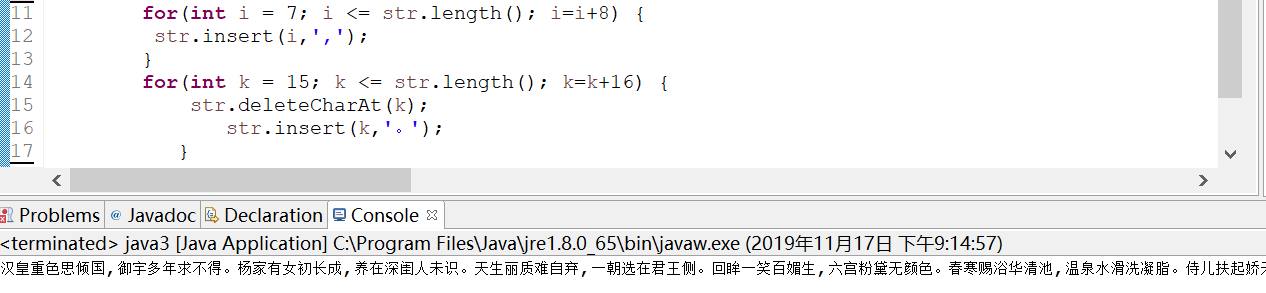 11 for(int i = 7; i <= str.length(); i=i+8) {
12 str.insert(i,',');
13 }
14 for(int k = 15; k <= str.length(); k=k+16) {
15 str.deleteCharAt(k);
16 str.insert(k,'。');
17 }
Problems @ Javadoc Declaration Console
<terminated> java3 [Java Application] C:\Program Files\Java\jre1.8.0_65\bin\javaw.exe (2019年11月17日 下午9:14:57)
汉皇重色思倾国,御宇多年求不得。杨家有女初长成,养在深闺人未识。天生丽质难自弃,一朝选在君王侧。回眸一笑百媚生,六宫粉黛无颜色。春寒赐浴华清池,温泉水滑洗凝脂。侍儿扶起娇无